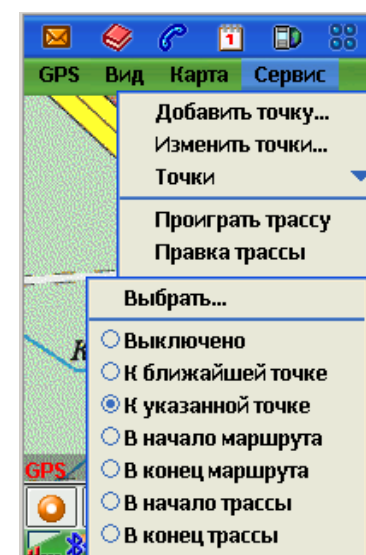 1
GPS Вид Карта Сервис
Добавить точку...
Изменить точки...
Точки
Проиграть трассу
Правка трассы
Выбрать...
Выключено
К ближайшей точке
К указанной точке
В начало маршрута
В конец маршрута
В начало трассы
В конец трассы
К
GPS